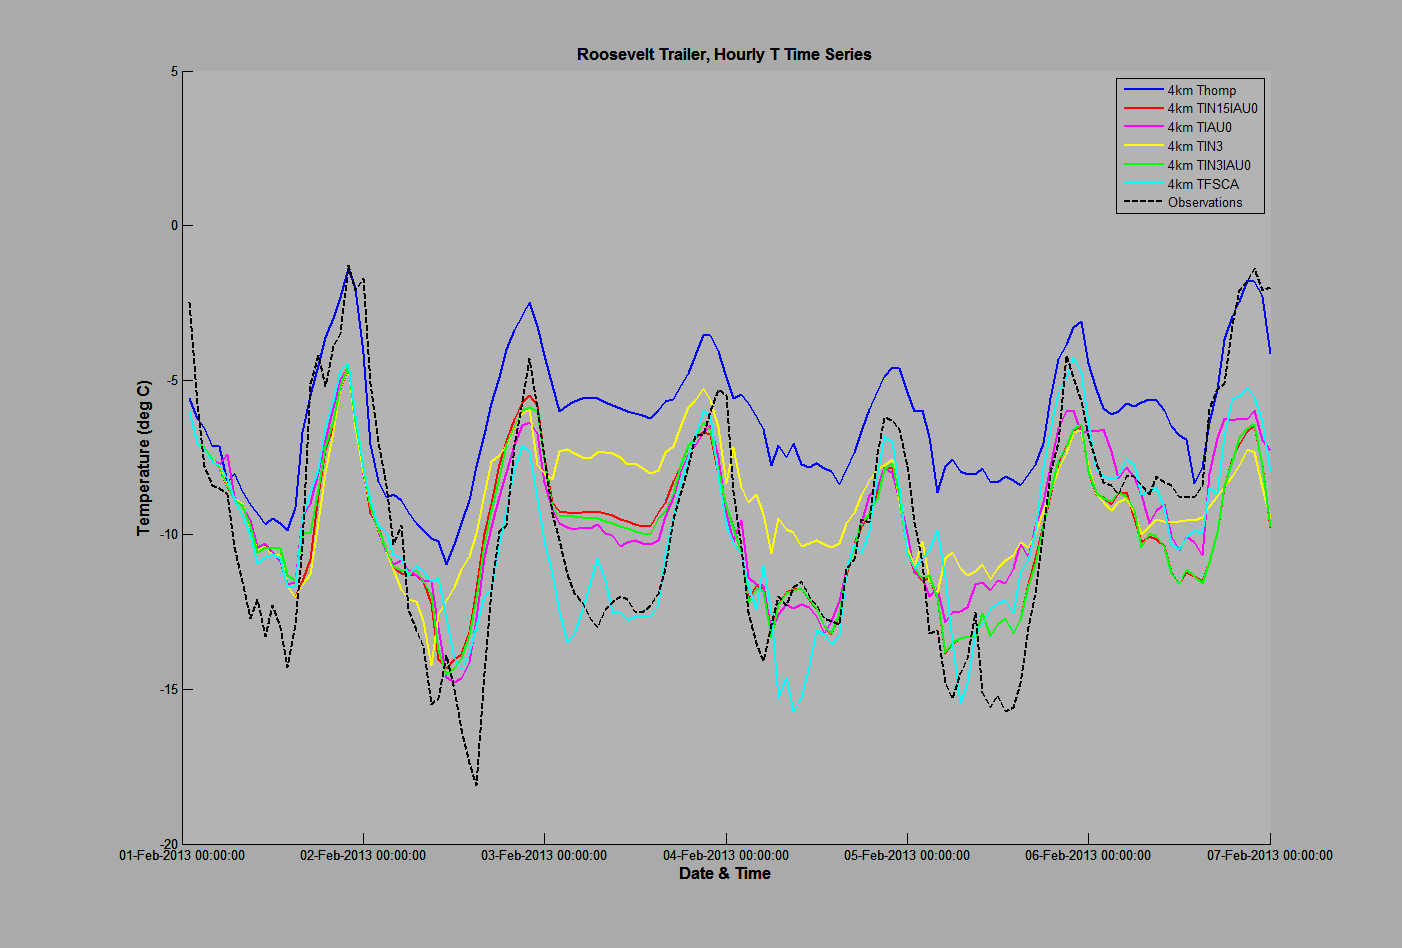 Roosevelt Trailer, Hourly T Time Series
5
0
-5
-10
-15
-20
Temperature (deg C)
4km Thomp
4km TIN15IAU0
4km TIAU0
4km TIN3
4km TIN3IAU0
4km TFSCA
Observations
01-Feb-2013 00:00:00 02-Feb-2013 00:00:00 03-Feb-2013 00:00:00 04-Feb-2013 00:00:00 05-Feb-2013 00:00:00 06-Feb-2013 00:00:00 07-Feb-2013 00:00:00
Date & Time